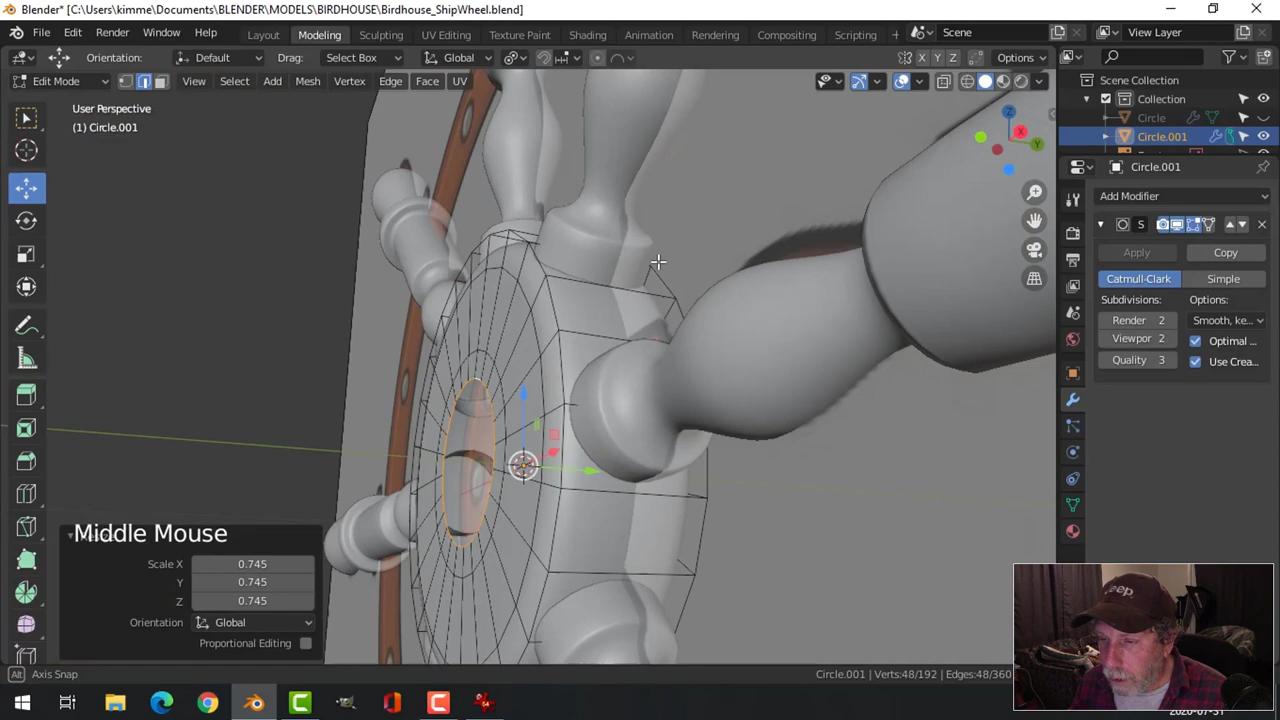 Blender* [C:\Users\kimme\Documents\BLENDER\MODELS\BIRDHOUSE\Birdhouse_ShipWheel.blend]
File Edit Render Window Help Layout Modeling Sculpting UV Editing Texture Paint Shading Animation Rendering Compositing Scripting Scene View Layer
Orientation: Default Drag: Select Box Global X Y Z Options
Edit Mode View Select Add Mesh Vertex Edge Face UV
User Perspective
(1) Circle.001
Scene Collection
Collection
Circle
Circle.001
Circle.001
Add Modifier
S
Apply Copy
Catmull-Clark Simple
Subdivisions: Options:
Render 2 Smooth, ke...
Viewpor 2 Optimal ...
Quality 3 Use Crea...
Z
X
Y
Middle Mouse
Scale X 0.745
Y 0.745
Z 0.745
Orientation Global
Proportional Editing
Jeep
Alt Axis Snap
Circle.001 | Verts:48/192 | Edges:48/360
2020-07-31